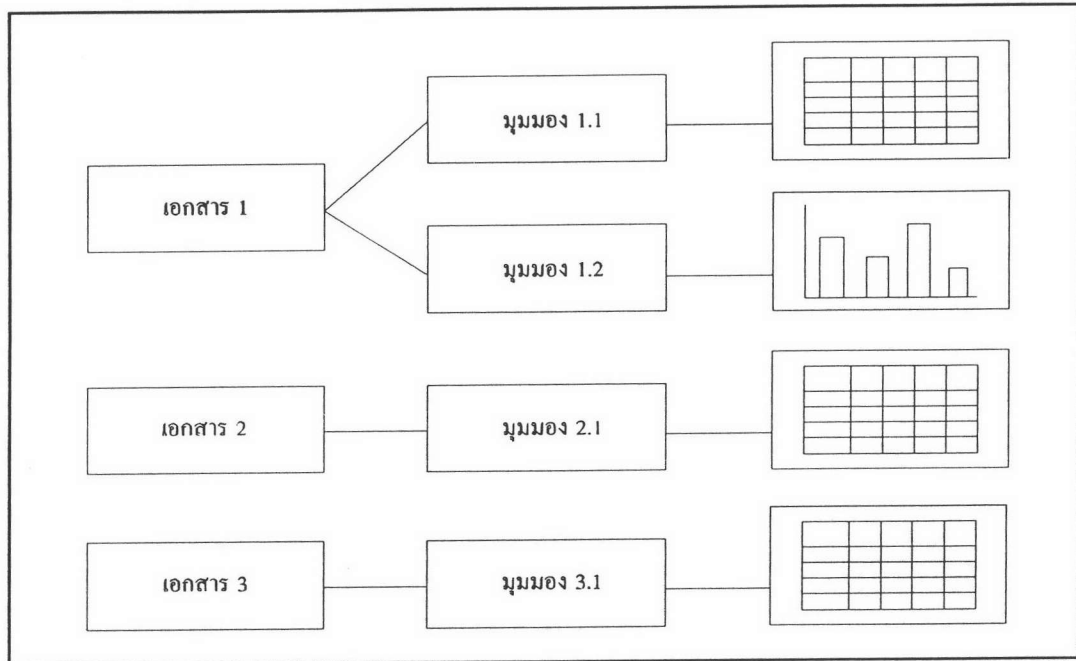 มุมมอง 1.1
เอกสาร 1
มุมมอง 1.2
เอกสาร 2
มุมมอง 2.1
เอกสาร 3
มุมมอง 3.1